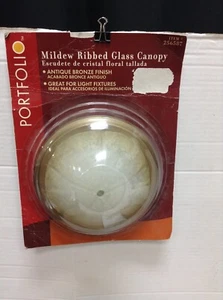 PORTFOLIO
ITEM
Mildew Ribbed Glass Canopy
Escudete de cristal floral tallada
• ANTIQUE BRONZE FINISH
ACABADO BRONCE ANTIGUO
• GREAT FOR LIGHT FIXTURES
IDEAL PARA ACCESORIOS DE ILUMINACIÓN